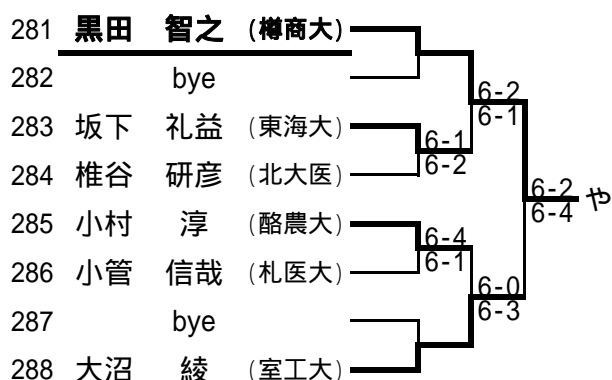 281 黒田 智之 (樽商大)
282 bye
283 坂下 礼益 (東海大)
284 椎谷 研彦 (北大医)
285 小村 淳 (酪農大)
286 小管 信哉 (札医大)
287 bye
288 大沼 綾 (室工大)
6-1
6-2
6-4
6-1
6-2
6-1
6-0
6-3
6-2
6-4
や